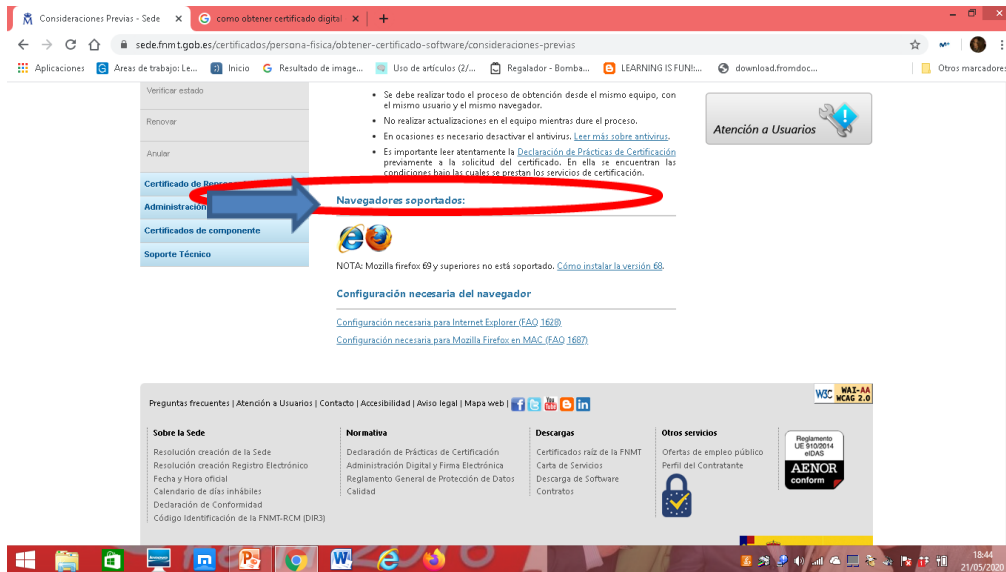 Consideraciones Previas - Sede
como obtener certificado digital
sede.fnmt.gob.es/certificados/persona-fisica/obtener-certificado-software/consideraciones-previas
Aplicaciones
Areas de trabajo: Le...
Inicio
Resultado de image...
Uso de artículos (2/...
Regalador - Bomba...
LEARNING IS FUN!:...
download.fromdoc...
Otros marcadores
Verificar estado
Renovar
Anular
Certificado de
Administración
Certificados de componente
Soporte Técnico
• Se debe realizar todo el proceso de obtención desde el mismo equipo, con
el mismo usuario y el mismo navegador.
• No realizar actualizaciones en el equipo mientras dure el proceso.
• En ocasiones es necesario desactivar el antivirus. Leer más sobre antivirus.
• Es importante leer atentamente la Declaración de Prácticas de Certificación
previamente a la solicitud del certificado. En ella se encuentran las
condiciones bajo las cuales se prestan los servicios de certificación.
Navegadores soportados:
NOTA: Mozilla firefox 69 y superiores no está soportado. Cómo instalar la versión 68.
Configuración necesaria del navegador
Configuración necesaria para Internet Explorer (FAQ 1628)
Configuración necesaria para Mozilla Firefox en MAC (FAQ 1687)
Atención a Usuarios
Preguntas frecuentes | Atención a Usuarios | Contacto | Accesibilidad | Aviso legal | Mapa web |
W3C WAI-AA
WCAG 2.0
Sobre la Sede
Resolución creación de la Sede
Resolución creación Registro Electrónico
Fecha y Hora oficial
Calendario de días inhábiles
Declaración de Conformidad
Código Identificación de la FNMT-RCM (DIR3)
Normativa
Declaración de Prácticas de Certificación
Administración Digital y Firma Electrónica
Reglamento General de Protección de Datos
Calidad
Descargas
Certificados raíz de la FNMT
Carta de Servicios
Descarga de Software
Contratos
Otros servicios
Ofertas de empleo público
Perfil del Contratante
Reglamento
UE 910/2014
eIDAS
AENOR
conform
18:44
21/05/2020